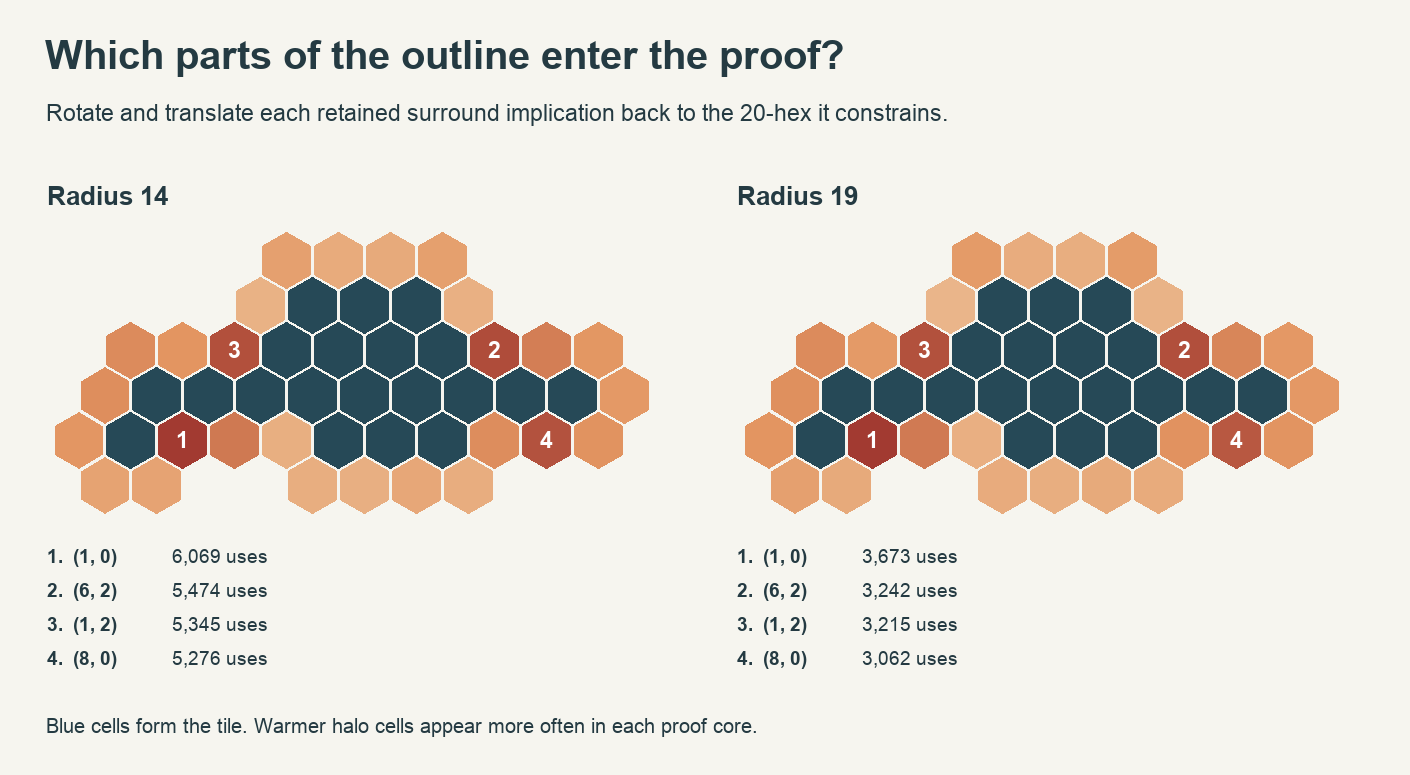 Which parts of the outline enter the proof?
Rotate and translate each retained surround implication back to the 20-hex it constrains.
Radius 14
Radius 19
3
2
1
4
3
2
1
4
1. (1, 0) 6,069 uses
2. (6, 2) 5,474 uses
3. (1, 2) 5,345 uses
4. (8, 0) 5,276 uses
1. (1, 0) 3,673 uses
2. (6, 2) 3,242 uses
3. (1, 2) 3,215 uses
4. (8, 0) 3,062 uses
Blue cells form the tile. Warmer halo cells appear more often in each proof core.